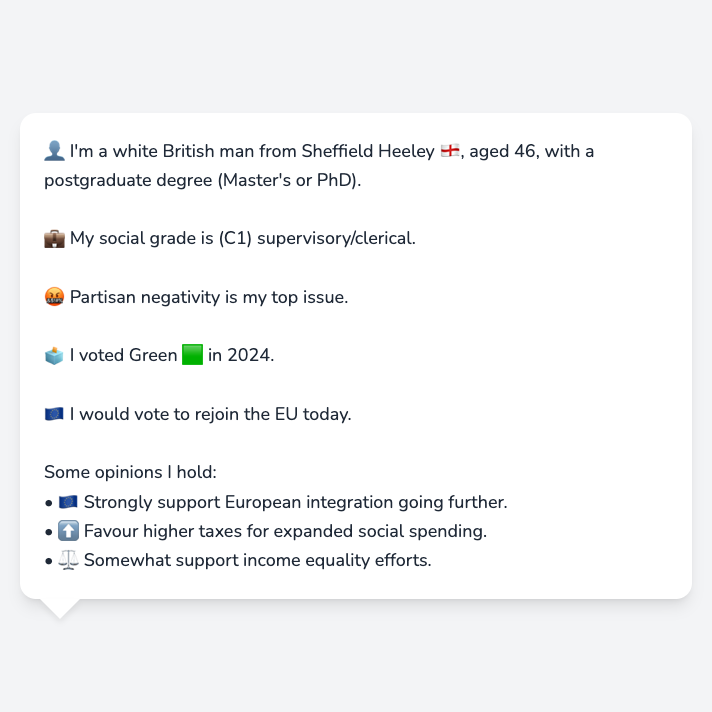 👤 I'm a white British man from Sheffield Heeley 🏴󠁧󠁢󠁥󠁮󠁧󠁿, aged 46, with a
postgraduate degree (Master's or PhD).
💼 My social grade is (C1) supervisory/clerical.
🤬 Partisan negativity is my top issue.
🗳️ I voted Green 🟩 in 2024.
🇪🇺 I would vote to rejoin the EU today.
Some opinions I hold:
• 🇪🇺 Strongly support European integration going further.
• ⬆️ Favour higher taxes for expanded social spending.
• ⚖️ Somewhat support income equality efforts.